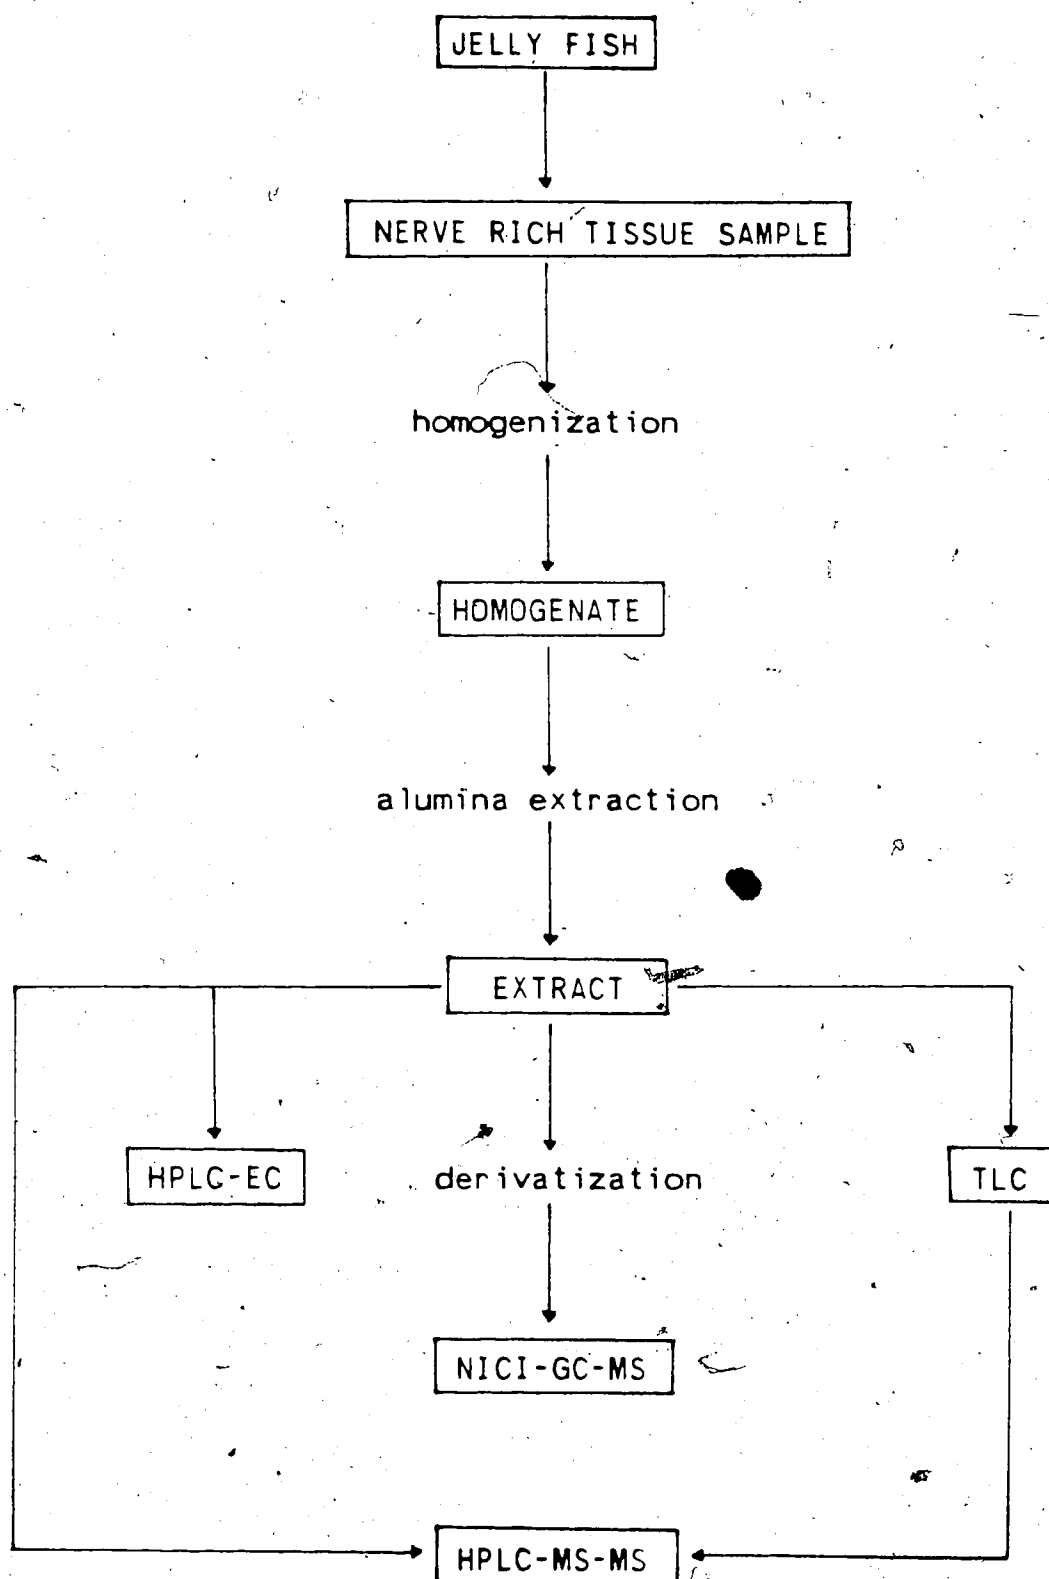 JELLY FISH
NERVE RICH TISSUE SAMPLE
homogenization
HOMOGENATE
alumina extraction
EXTRACT
HPLC-EC
derivatization
TLC
NICI-GC-MS
HPLC-MS-MS